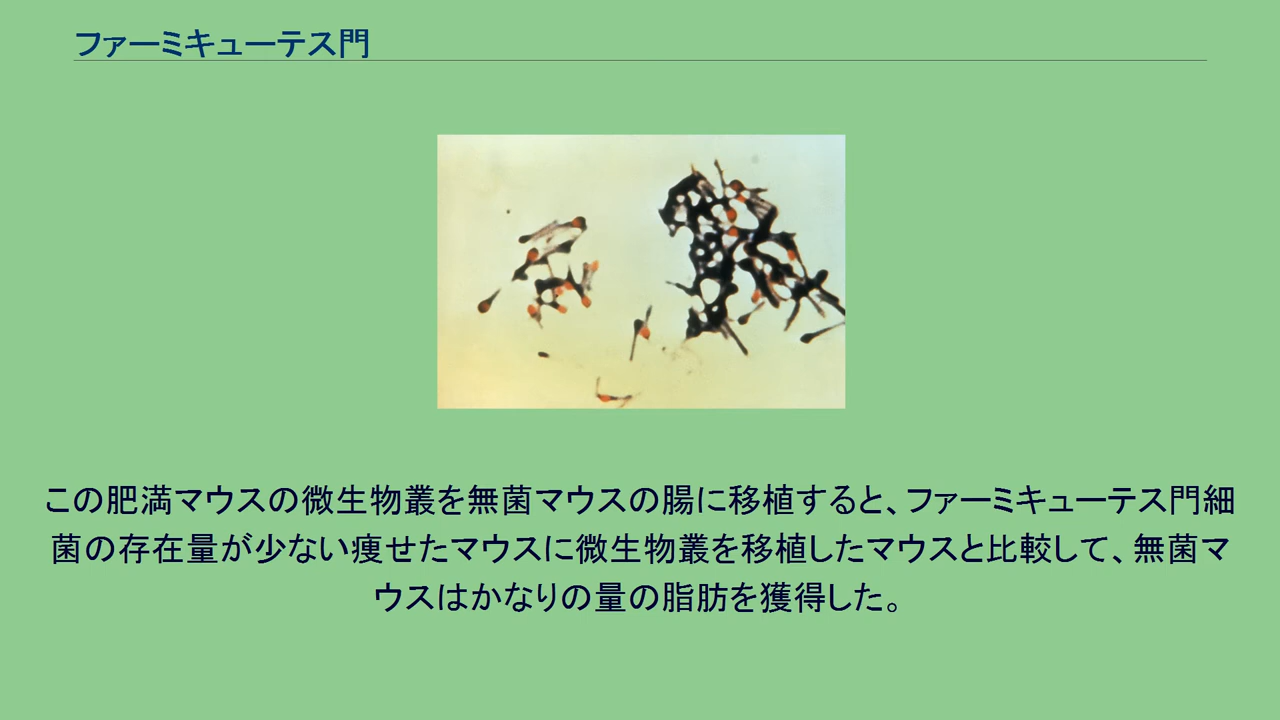 ファーミキューテス門
この肥満マウスの微生物叢を無菌マウスの腸に移植すると、ファーミキューテス門細
菌の存在量が少ない痩せたマウスに微生物叢を移植したマウスと比較して、無菌マ
ウスはかなりの量の脂肪を獲得した。